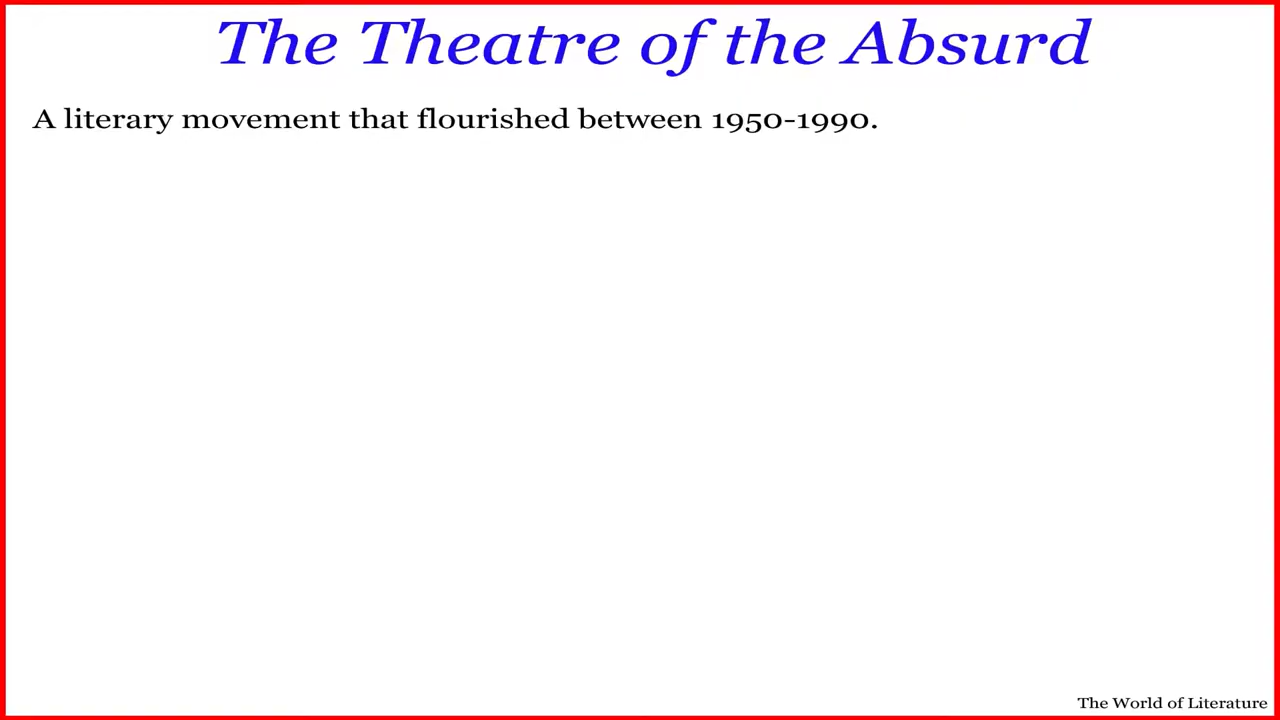 The Theatre of the Absurd
A literary movement that flourished between 1950-1990.
The World of Literature